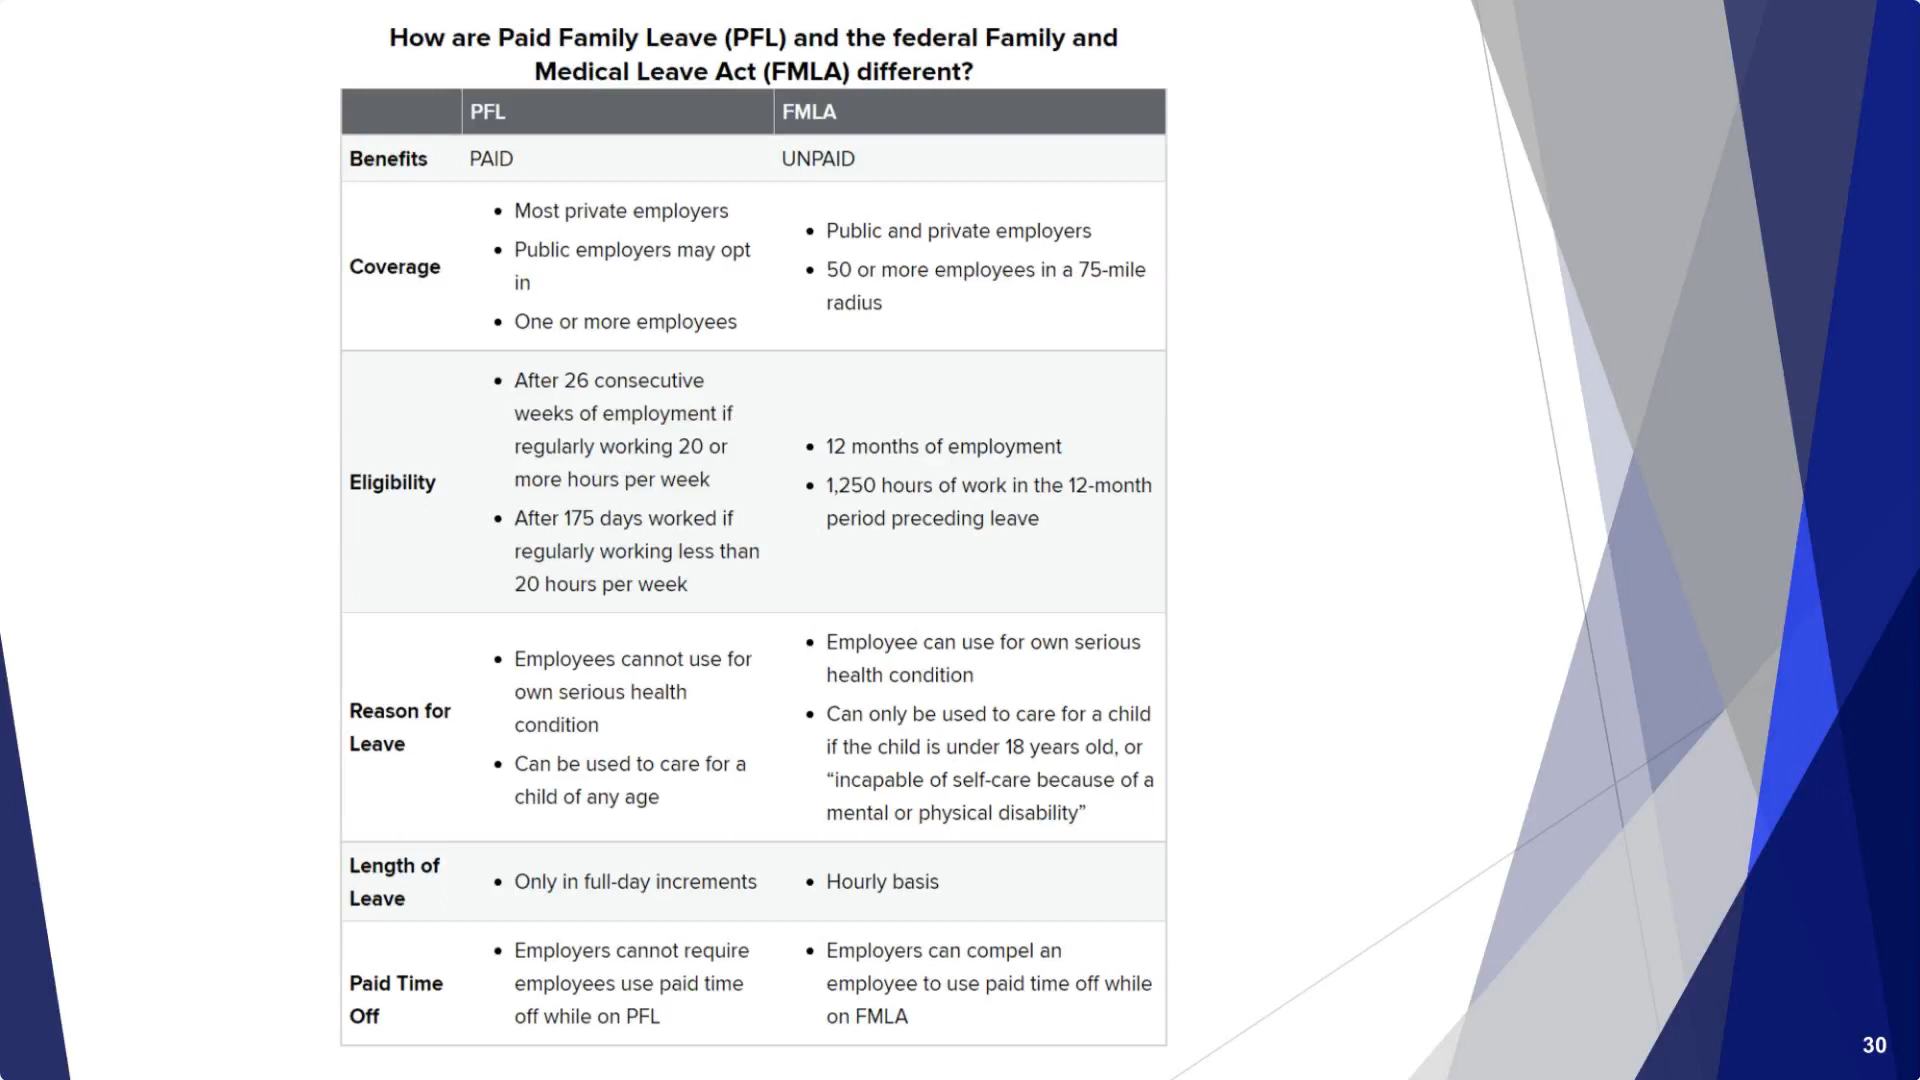 How are Paid Family Leave (PFL) and the federal Family and
Medical Leave Act (FMLA) different?
PFL
FMLA
Benefits
PAID
UNPAID
Coverage
• Most private employers
• Public employers may opt
in
• One or more employees
• Public and private employers
• 50 or more employees in a 75-mile
radius
Eligibility
• After 26 consecutive
weeks of employment if
regularly working 20 or
more hours per week
• After 175 days worked if
regularly working less than
20 hours per week
• 12 months of employment
• 1,250 hours of work in the 12-month
period preceding leave
Reason for
Leave
• Employees cannot use for
own serious health
condition
• Can be used to care for a
child of any age
• Employee can use for own serious
health condition
• Can only be used to care for a child
if the child is under 18 years old, or
“incapable of self-care because of a
mental or physical disability”
Length of
Leave
• Only in full-day increments
• Hourly basis
Paid Time
Off
• Employers cannot require
employees use paid time
off while on PFL
• Employers can compel an
employee to use paid time off while
on FMLA
30